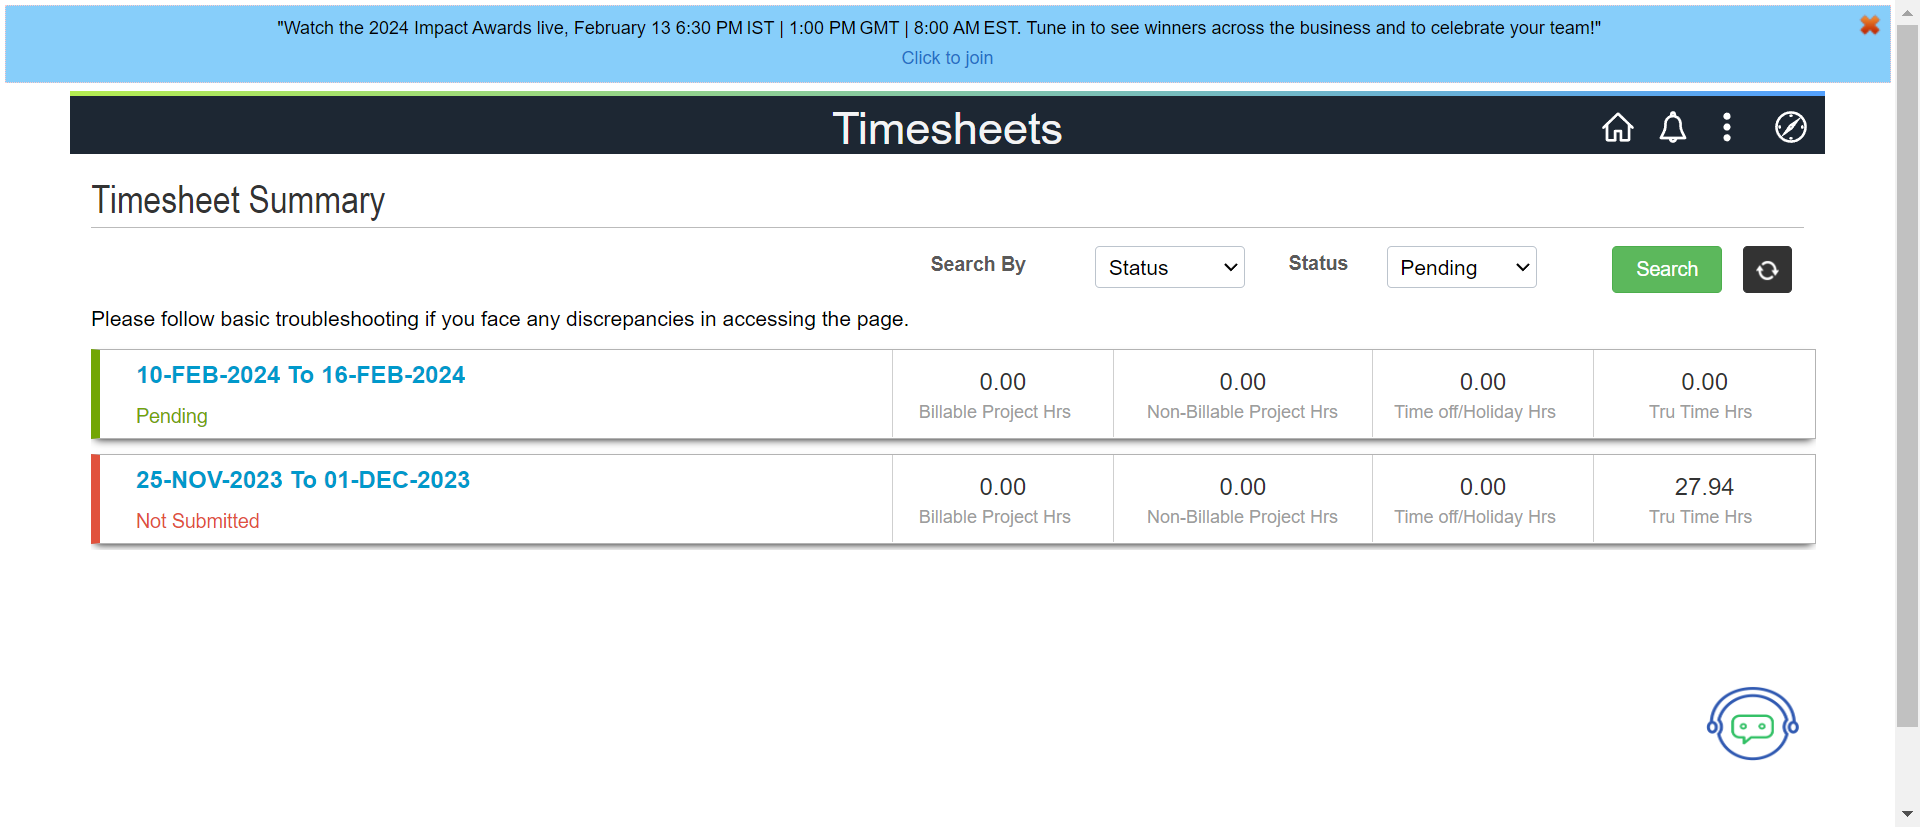 "Watch the 2024 Impact Awards live, February 13 6:30 PM IST | 1:00 PM GMT | 8:00 AM EST. Tune in to see winners across the business and to celebrate your team!"
Click to join
Timesheets
Timesheet Summary
Search By Status Status Pending Search
Please follow basic troubleshooting if you face any discrepancies in accessing the page.
10-FEB-2024 To 16-FEB-2024 0.00 0.00 0.00 0.00
Pending Billable Project Hrs Non-Billable Project Hrs Time off/Holiday Hrs Tru Time Hrs
25-NOV-2023 To 01-DEC-2023 0.00 0.00 0.00 27.94
Not Submitted Billable Project Hrs Non-Billable Project Hrs Time off/Holiday Hrs Tru Time Hrs